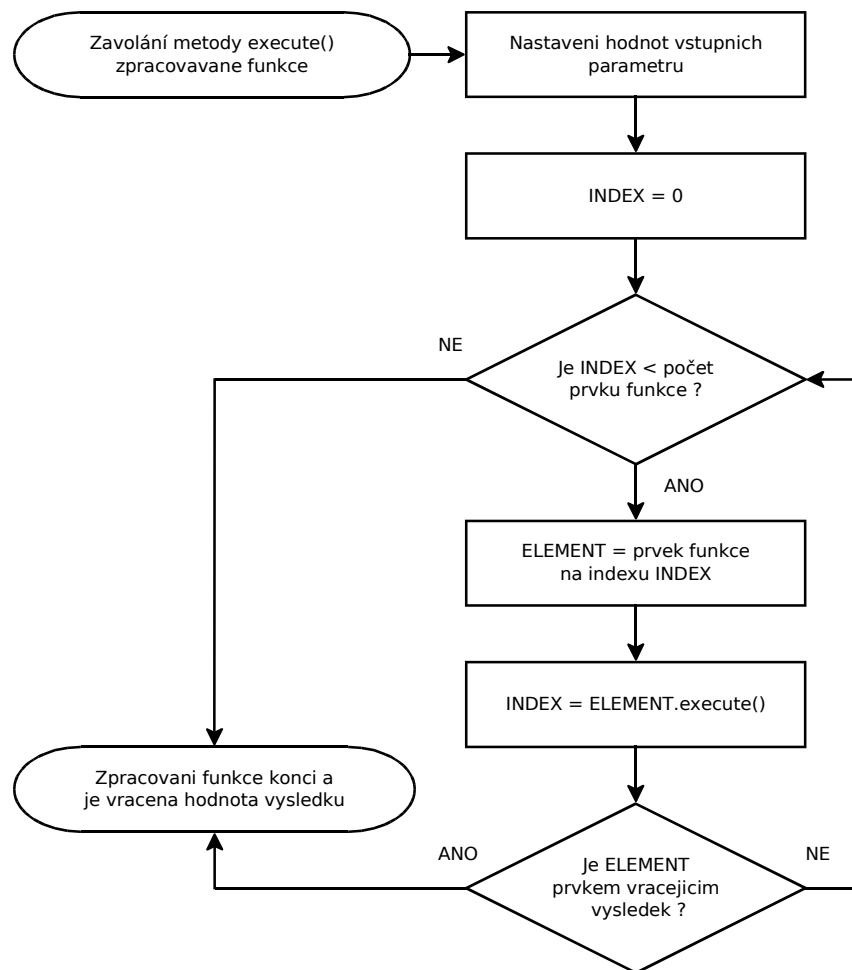 Zavolání metody execute()
zpracovavane funkce
Nastaveni hodnot vstupnich
parametru
INDEX = 0
NE
Je INDEX < počet
prvku funkce ?
ANO
ELEMENT = prvek funkce
na indexu INDEX
INDEX = ELEMENT.execute()
Zpracovani funkce konci a
je vracena hodnota vysledku
ANO
Je ELEMENT
prvkem vracejicim
vysledek ?
NE